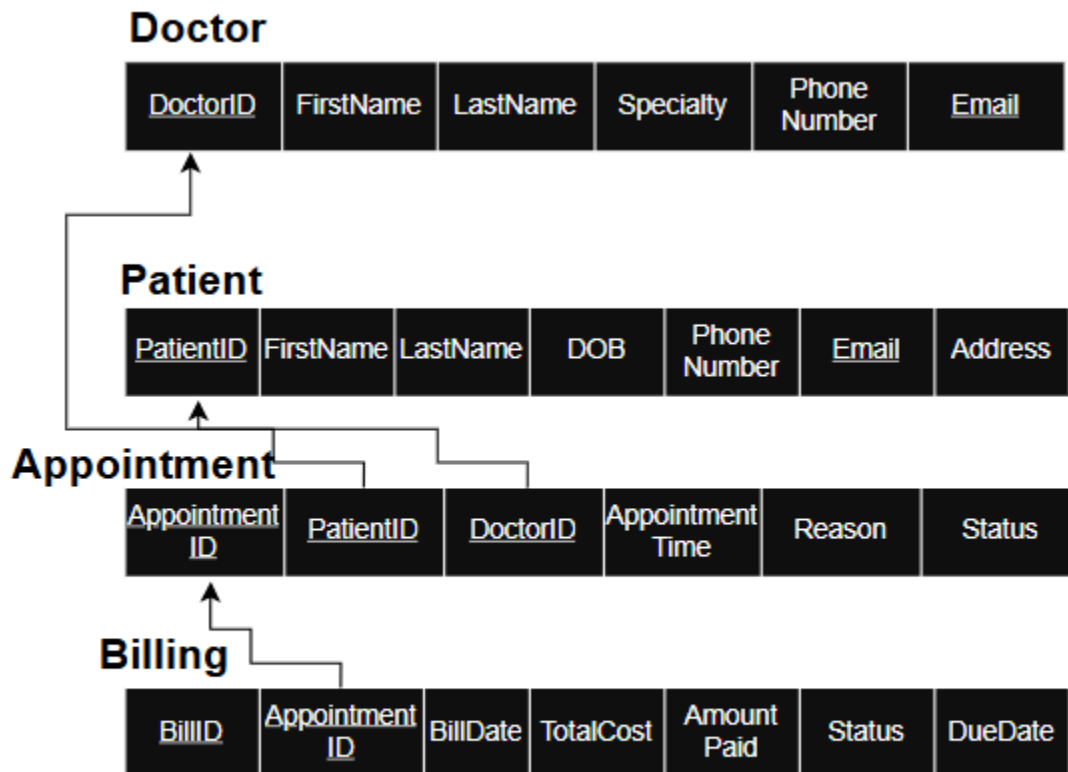 Doctor
DoctorID FirstName LastName Specialty Phone Number Email
Patient
PatientID FirstName LastName DOB Phone Number Email Address
Appointment
Appointment ID PatientID DoctorID Appointment Time Reason Status
Billing
BillID Appointment ID BillDate TotalCost Amount Paid Status DueDate